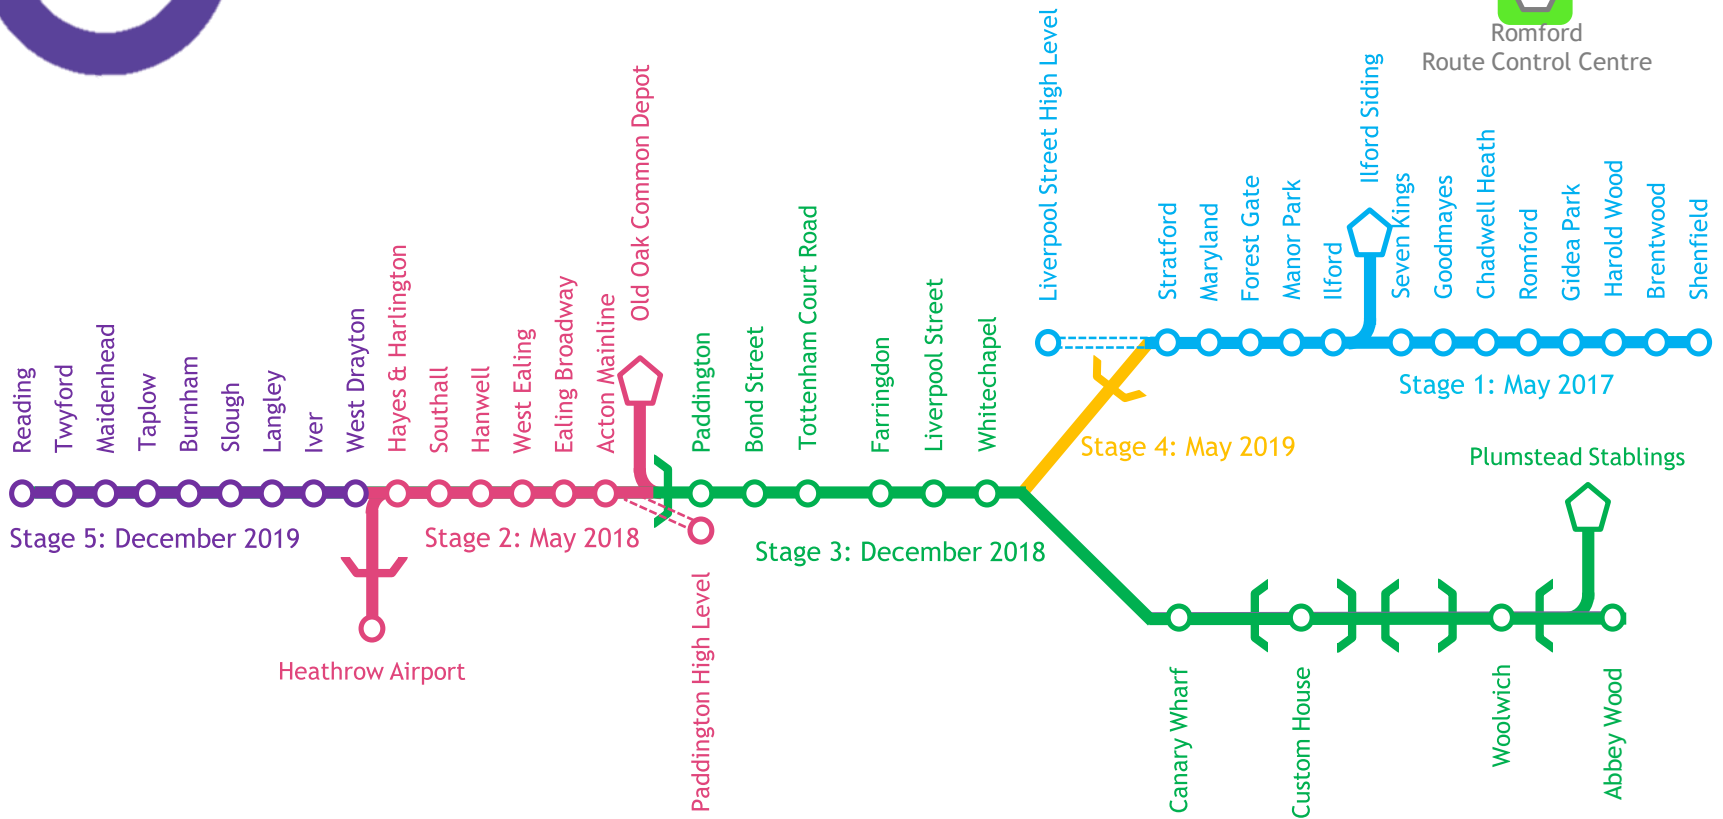 Romford
Route Control Centre
Liverpool Street High Level
Ilford Siding
Stratford
Maryland
Forest Gate
Manor Park
Ilford
Seven Kings
Goodmayes
Chadwell Heath
Romford
Gidea Park
Harold Wood
Brentwood
Shenfield
Stage 1: May 2017
Old Oak Common Depot
Reading
Twyford
Maidenhead
Taplow
Burnham
Slough
Langley
Iver
West Drayton
Hayes & Harlington
Southall
Hanwell
West Ealing
Ealing Broadway
Acton Mainline
Paddington
Bond Street
Tottenham Court Road
Farringdon
Liverpool Street
Whitechapel
Stage 4: May 2019
Plumstead Stablings
Stage 5: December 2019
Stage 2: May 2018
Stage 3: December 2018
Heathrow Airport
Paddington High Level
Canary Wharf
Custom House
Woolwich
Abbey Wood